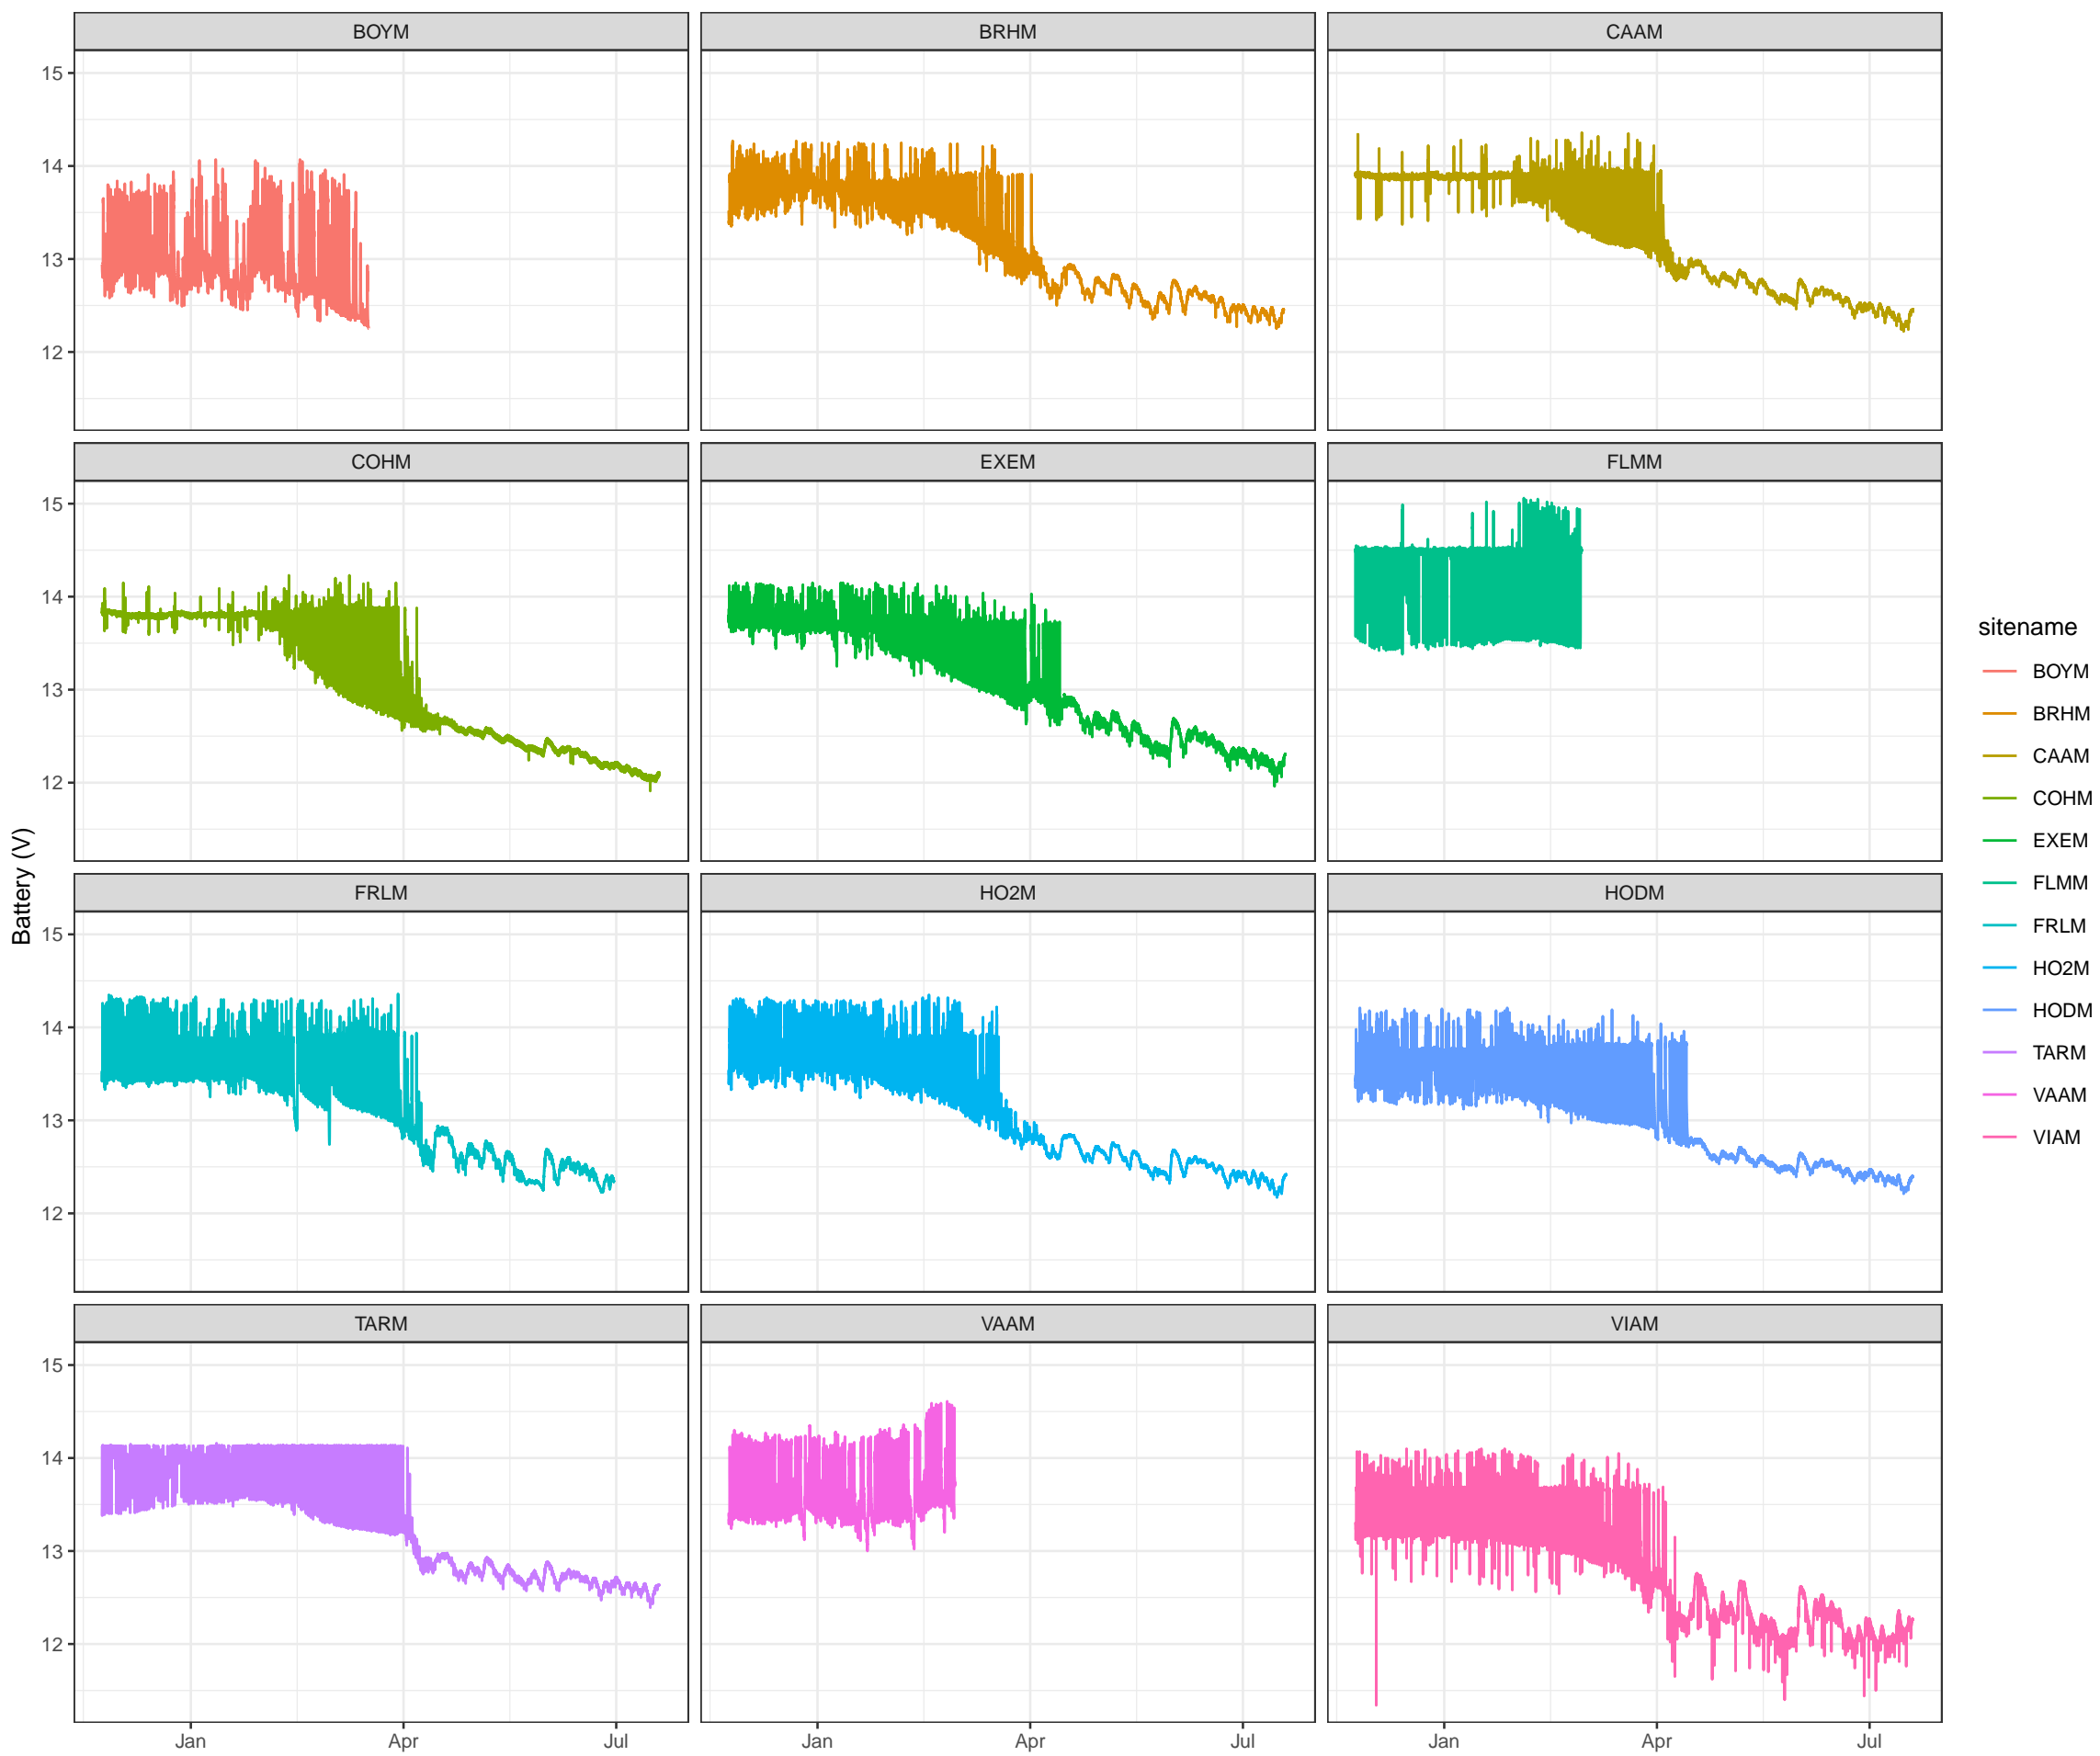 BOYM BRHM CAAM
15
14
13
12
COHM EXEM FLMM
15
14
13
12
FRLM HO2M HODM
15
14
13
12
TARM VAAM VIAM
15
14
13
12
Jan Apr Jul Jan Apr Jul Jan Apr Jul
Battery (V)
sitename
BOYM
BRHM
CAAM
COHM
EXEM
FLMM
FRLM
HO2M
HODM
TARM
VAAM
VIAM